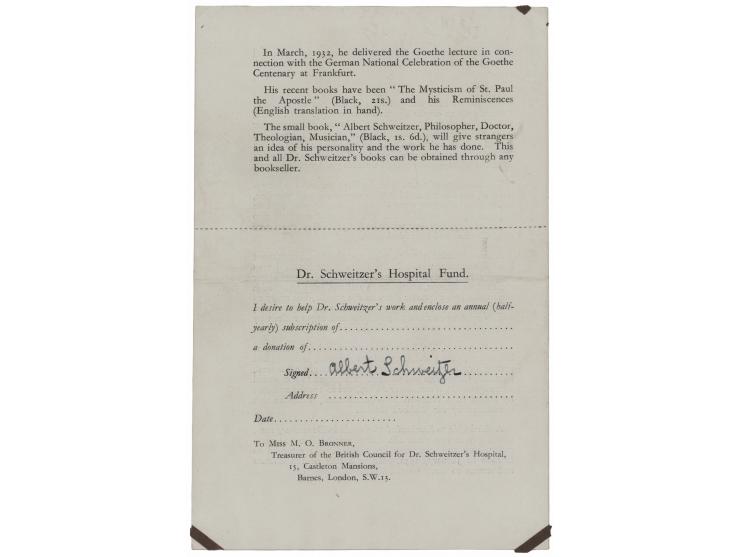 In March, 1932, he delivered the Goethe lecture in con-
nection with the German National Celebration of the Goethe
Centenary at Frankfurt.
His recent books have been “ The Mysticism of St. Paul
the Apostle ” (Black, 21s.) and his Reminiscences
(English translation in hand).
The small book, “ Albert Schweitzer, Philosopher, Doctor,
Theologian, Musician,” (Black, 1s. 6d.), will give strangers
an idea of his personality and the work he has done. This
and all Dr. Schweitzer’s books can be obtained through any
bookseller.
Dr. Schweitzer’s Hospital Fund.
I desire to help Dr. Schweitzer’s work and enclose an annual (half-
yearly) subscription of...................................
a donation of..........................................
Signed.... Albert Schweitzer ..........
Address ......................................
Date.........................
To Miss M. O. Bronner,
Treasurer of the British Council for Dr. Schweitzer’s Hospital,
15, Castleton Mansions,
Barnes, London, S.W.13.